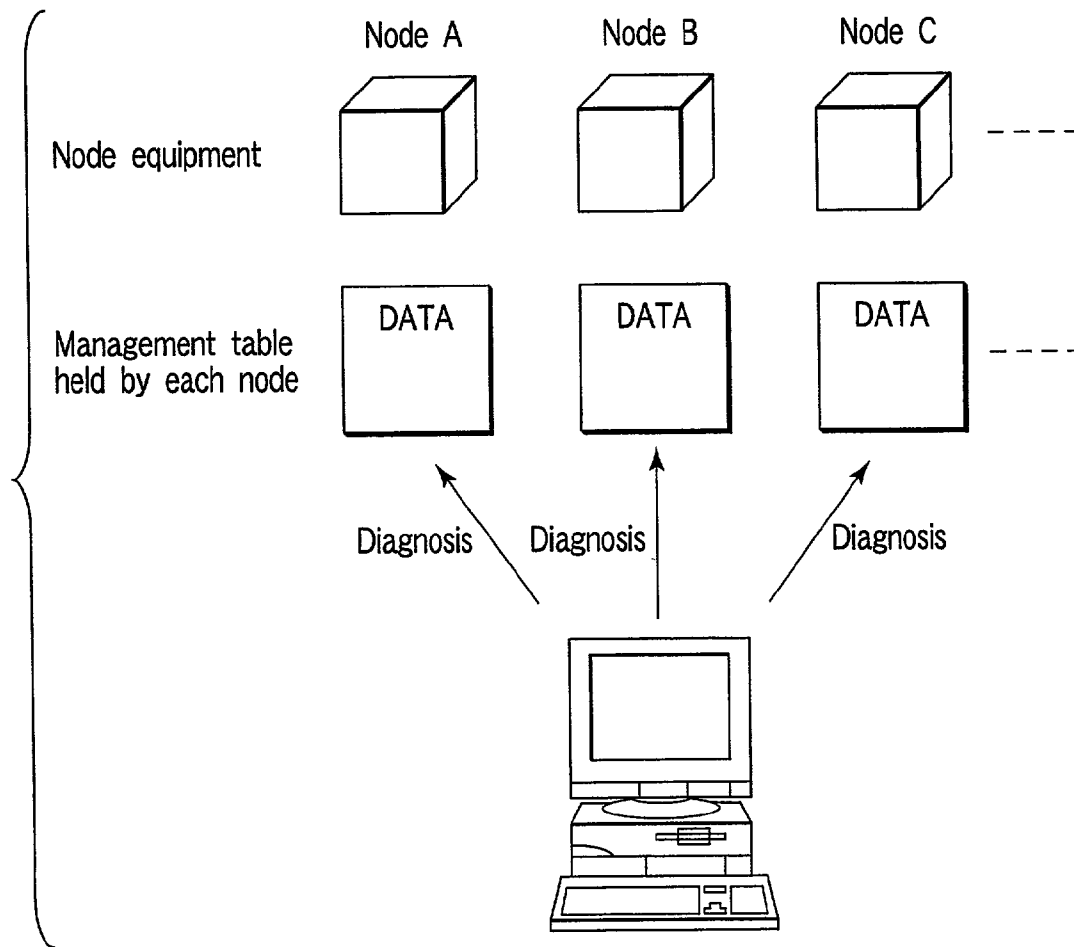 Node A
Node B
Node C
Node equipment
DATA
DATA
DATA
Management table
held by each node
Diagnosis
Diagnosis
Diagnosis